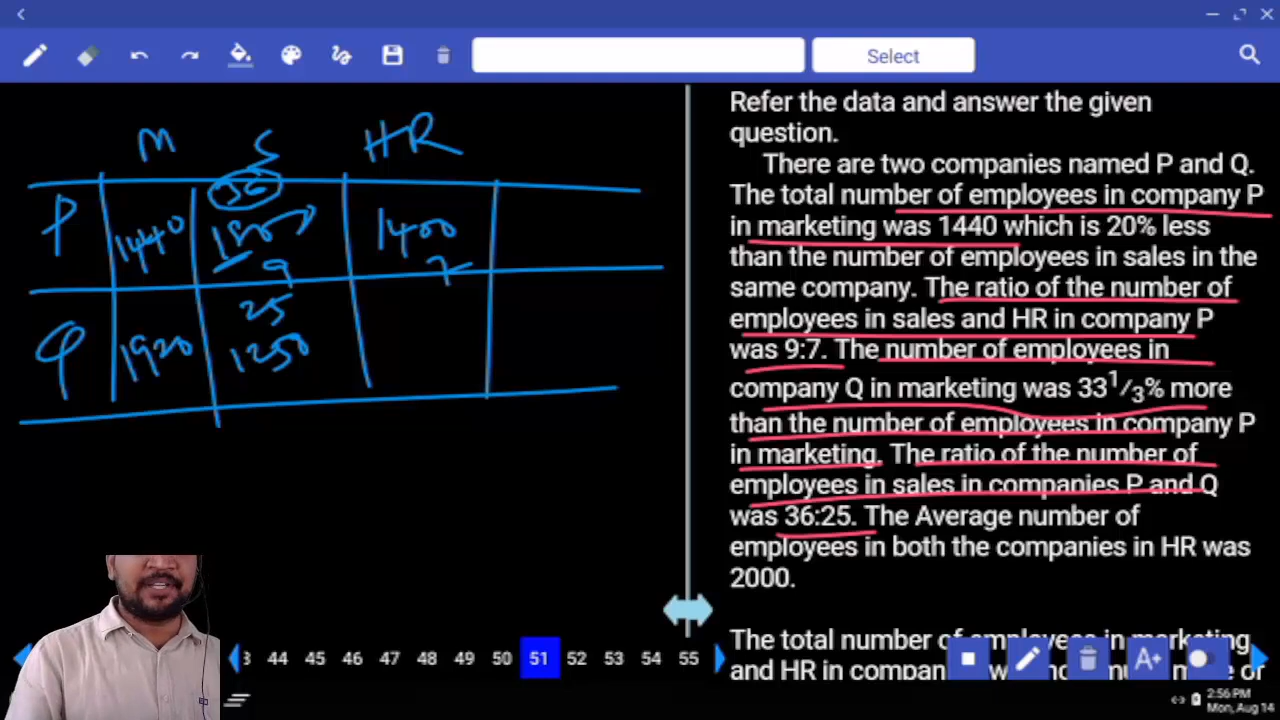 Select
M S HR
36
P 1440 1800 1400
9 7
25
Q 1920 1250
Refer the data and answer the given
question.
There are two companies named P and Q.
The total number of employees in company P
in marketing was 1440 which is 20% less
than the number of employees in sales in the
same company. The ratio of the number of
employees in sales and HR in company P
was 9:7. The number of employees in
company Q in marketing was 33 1/3% more
than the number of employees in company P
in marketing. The ratio of the number of
employees in sales in companies P and Q
was 36:25. The Average number of
employees in both the companies in HR was
2000.
The total number of employees in marketing
and HR in compan
44 45 46 47 48 49 50 51 52 53 54 55
A+
2:56 PM
Mon, Aug 14